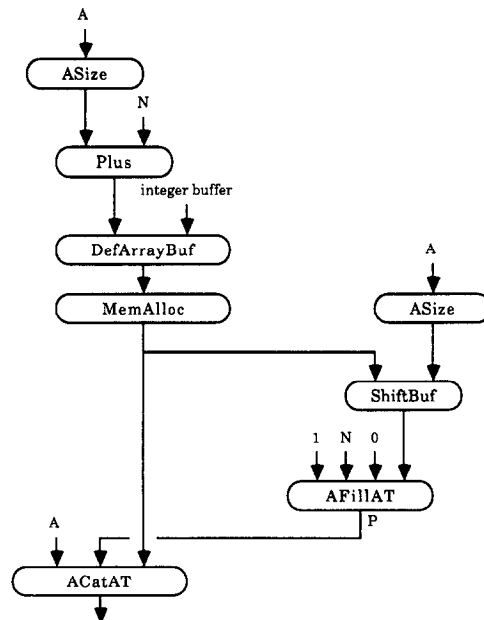 A
ASize
N
Plus
integer buffer
DefArrayBuf
A
MemAlloc
ASize
ShiftBuf
1 N 0
AFillAT
A
P
ACatAT